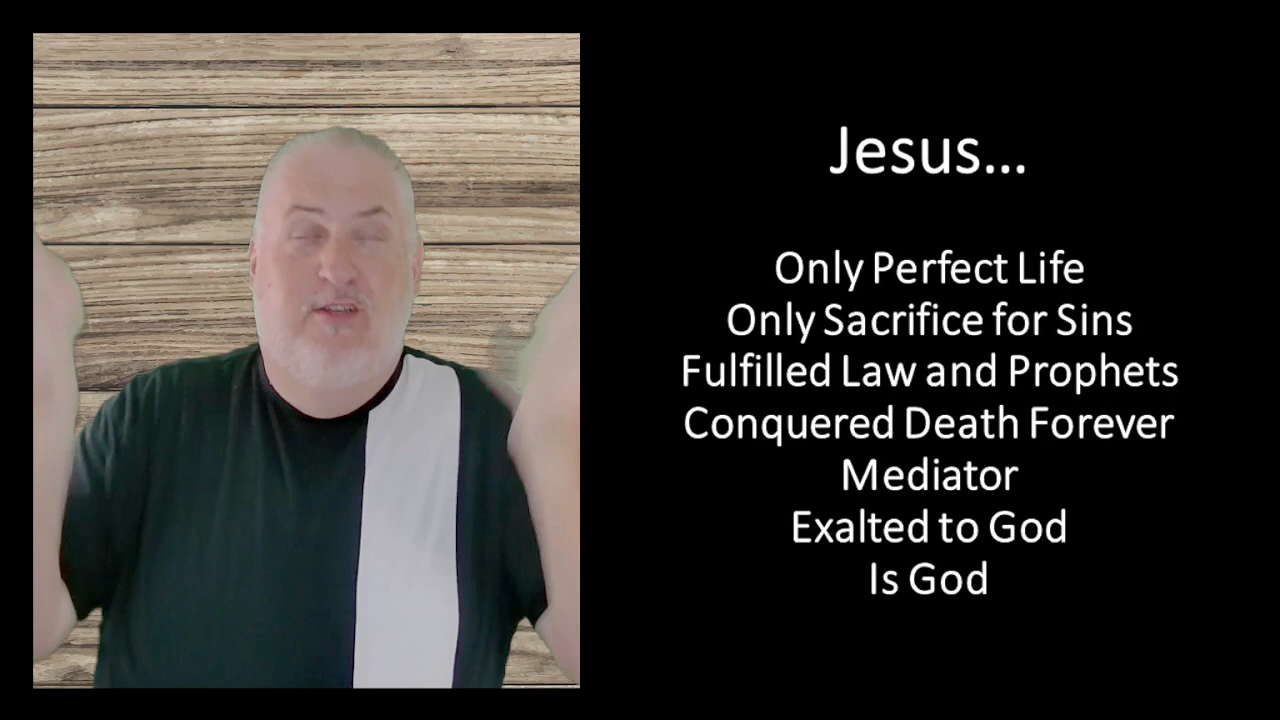 Jesus...
Only Perfect Life
Only Sacrifice for Sins
Fulfilled Law and Prophets
Conquered Death Forever
Mediator
Exalted to God
Is God